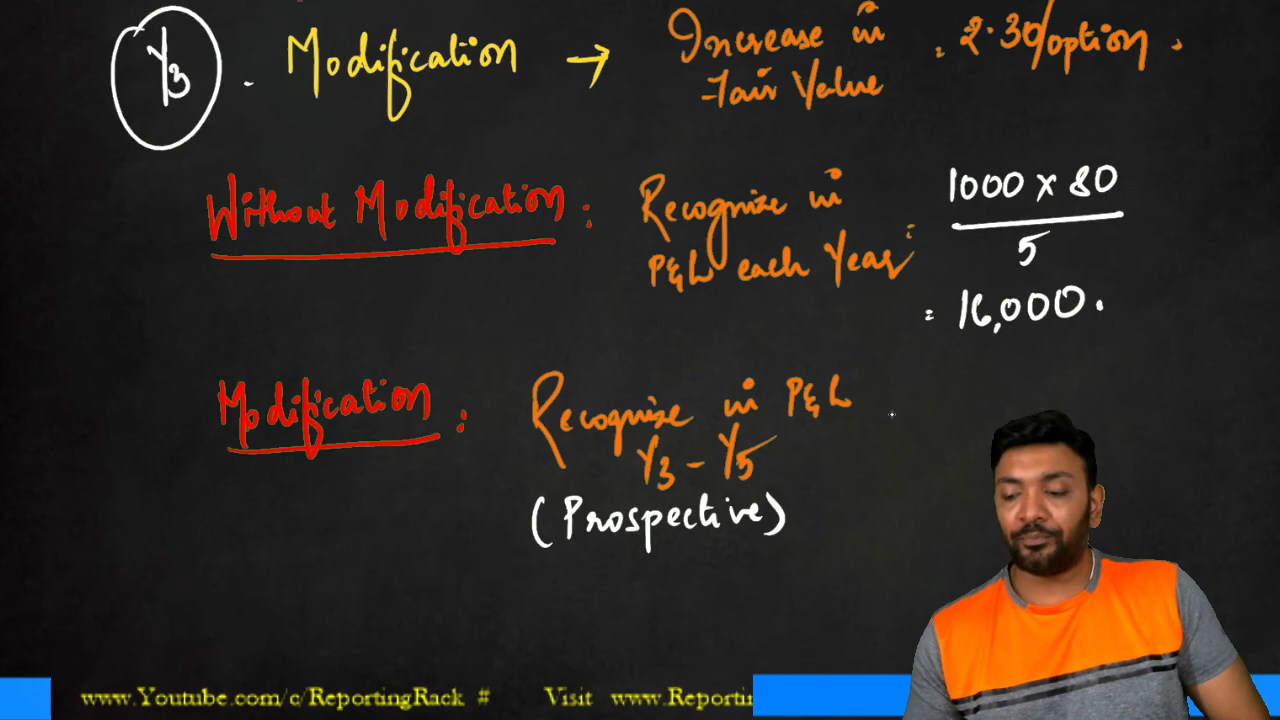 Y3 - Modification → Increase in Fair Value = 2.30/option.
Without Modification : Recognize in P&L each Year : 1000 x 80
5
= 16,000.
Modification : Recognize in P&L
Y3 - Y5
(Prospective)
www.Youtube.com/c/ReportingRack # Visit www.Reportin